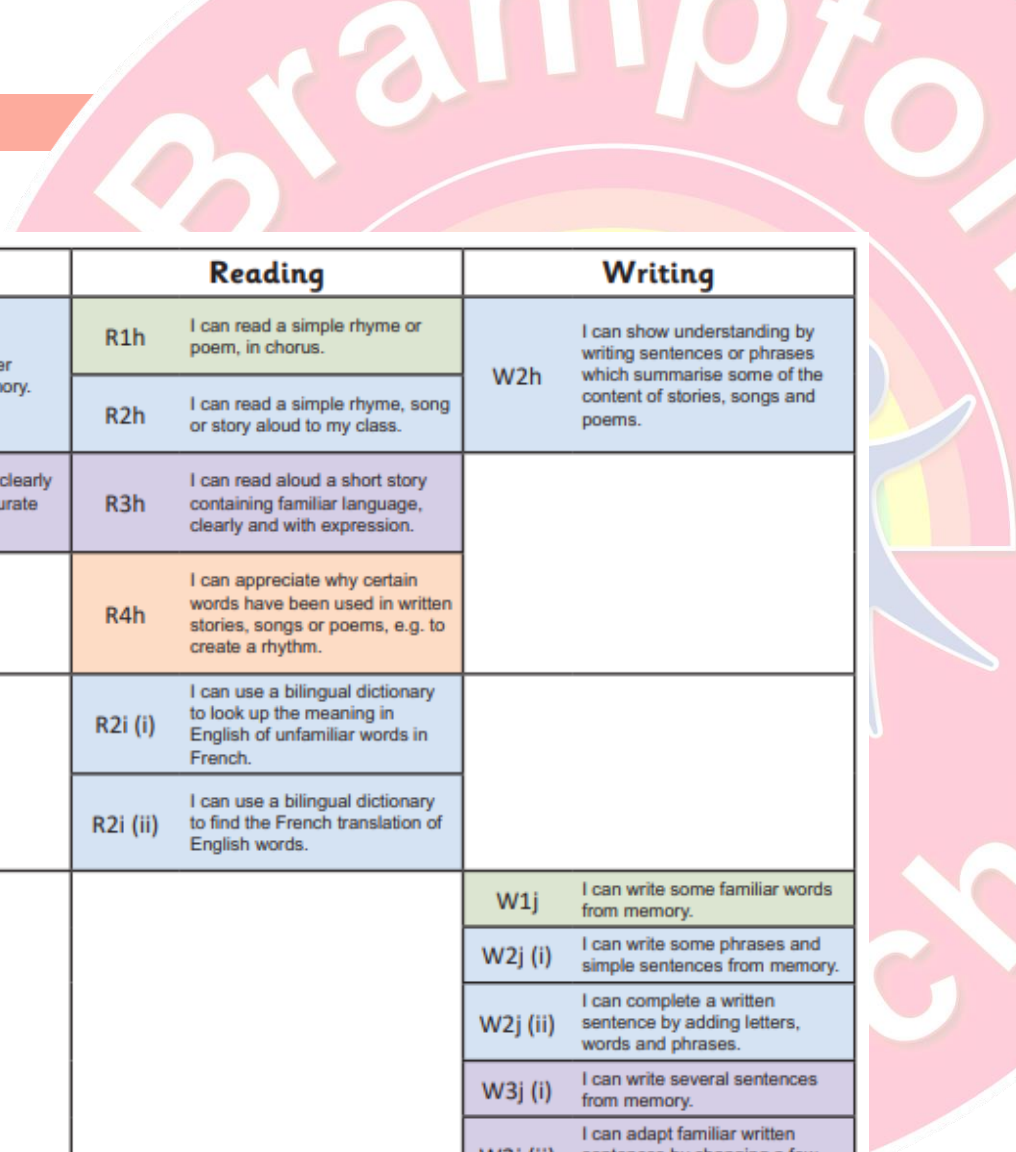 Brampton
Reading
Writing
R1h
I can read a simple rhyme or
poem, in chorus.
R2h
I can read a simple rhyme, song
or story aloud to my class.
W2h
I can show understanding by
writing sentences or phrases
which summarise some of the
content of stories, songs and
poems.
clearly
R3h
I can read aloud a short story
containing familiar language,
clearly and with expression.
R4h
I can appreciate why certain
words have been used in written
stories, songs or poems, e.g. to
create a rhythm.
R2i (i)
I can use a bilingual dictionary
to look up the meaning in
English of unfamiliar words in
French.
R2i (ii)
I can use a bilingual dictionary
to find the French translation of
English words.
W1j
I can write some familiar words
from memory.
W2j (i)
I can write some phrases and
simple sentences from memory.
W2j (ii)
I can complete a written
sentence by adding letters,
words and phrases.
W3j (i)
I can write several sentences
from memory.
I can adapt familiar written